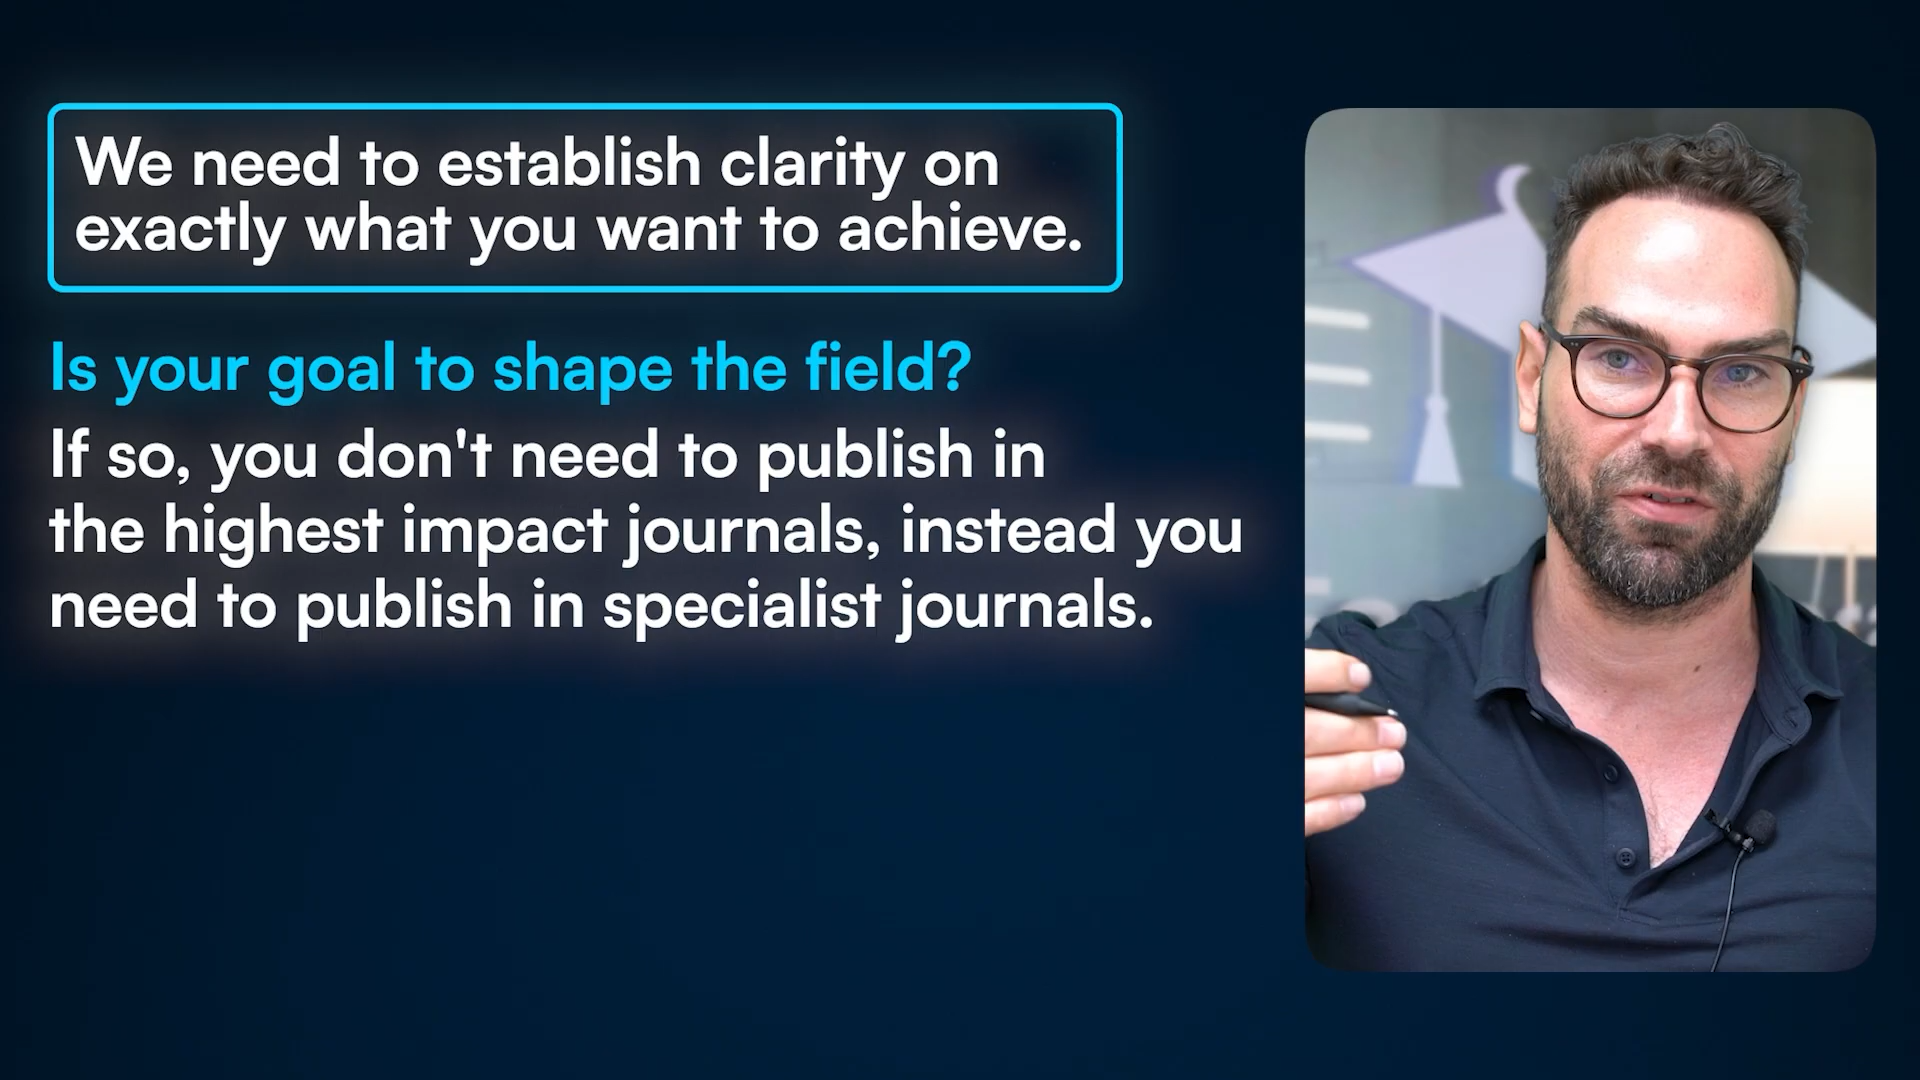 We need to establish clarity on
exactly what you want to achieve.
Is your goal to shape the field?
If so, you don't need to publish in
the highest impact journals, instead you
need to publish in specialist journals.